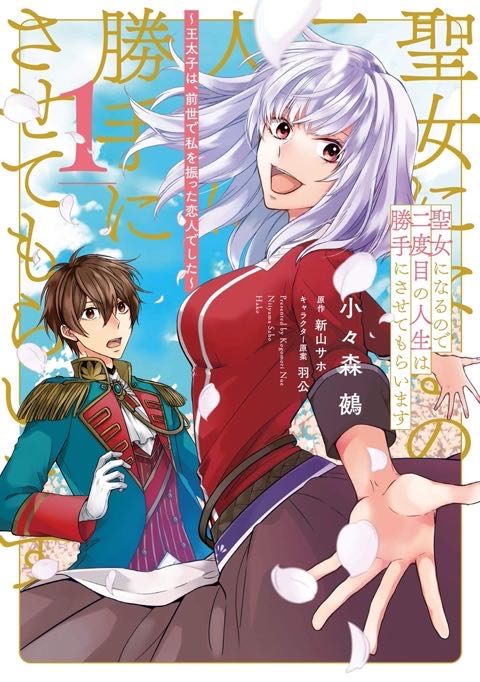 聖女になるので
二度目の人生は
勝手に
させてもらいます
1
～王太子は、前世で私を振った恋人でした～
聖女になるので
二度目の人生は
勝手にさせてもらいます
小々森 鵺
原作 新山サホ
キャラクター原案 羽公
Presented by Kogomori Nue
Niiyama Saho
Hako